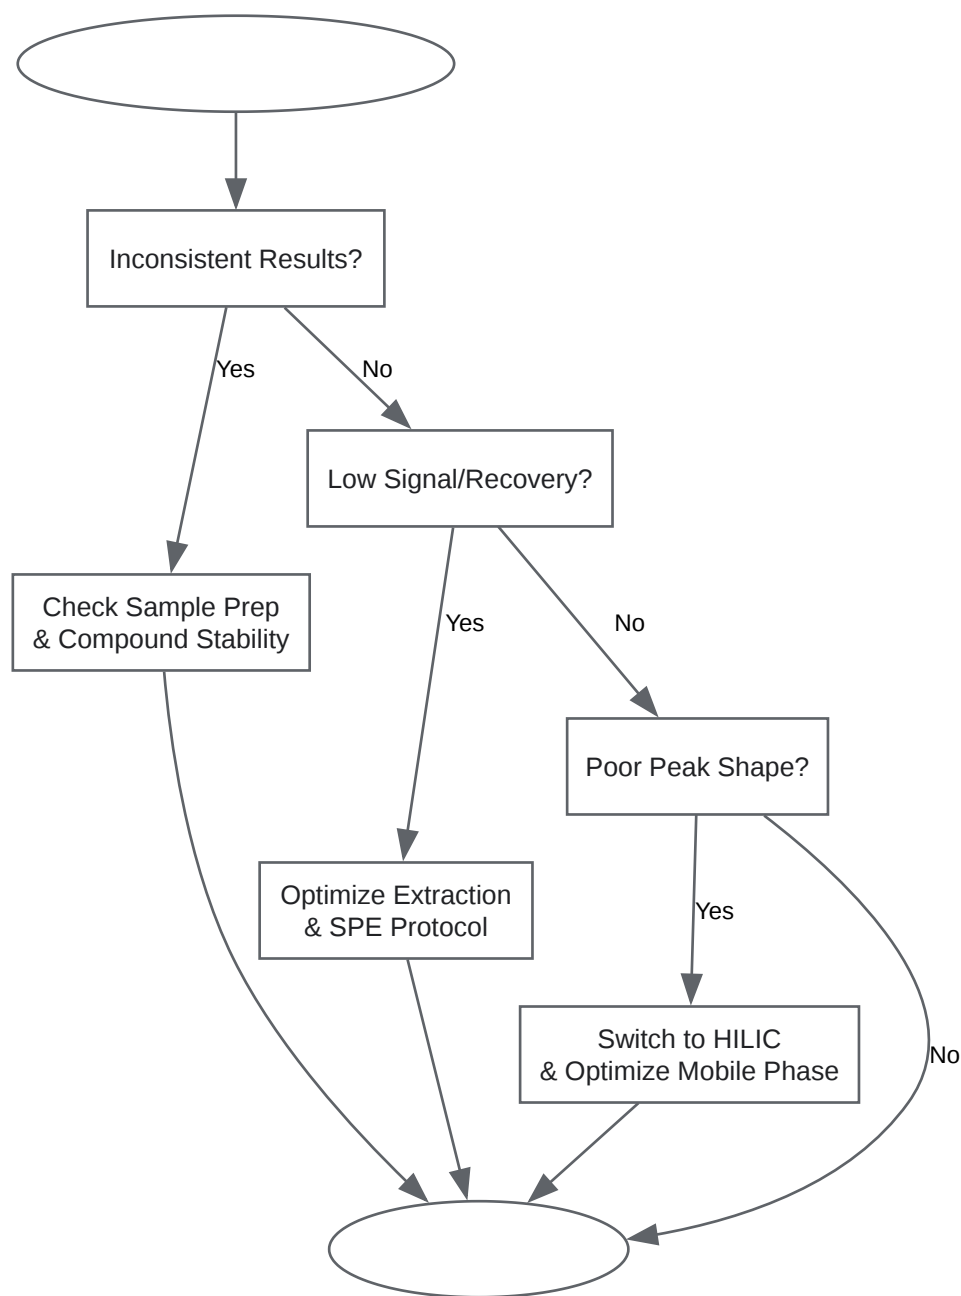 Inconsistent Results?
Yes
No
Low Signal/Recovery?
Check Sample Prep
& Compound Stability
Yes
No
Poor Peak Shape?
Optimize Extraction
& SPE Protocol
Yes
Switch to HILIC
& Optimize Mobile Phase
No